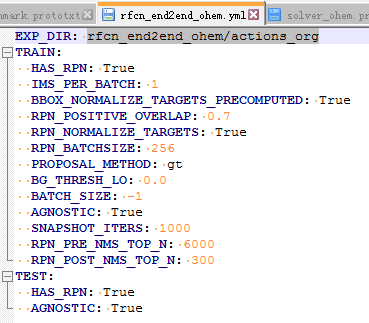 nmark.prototxt rfcn_end2end_ohem.yml solver_ohem.pro
EXP_DIR: rfcn_end2end_ohem/actions_org
TRAIN:
HAS_RPN: True
IMS_PER_BATCH: 1
BBOX_NORMALIZE_TARGETS_PRECOMPUTED: True
RPN_POSITIVE_OVERLAP: 0.7
RPN_NORMALIZE_TARGETS: True
RPN_BATCHSIZE: 256
PROPOSAL_METHOD: gt
BG_THRESH_LO: 0.0
BATCH_SIZE: -1
AGNOSTIC: True
SNAPSHOT_ITERS: 1000
RPN_PRE_NMS_TOP_N: 6000
RPN_POST_NMS_TOP_N: 300
TEST:
HAS_RPN: True
AGNOSTIC: True